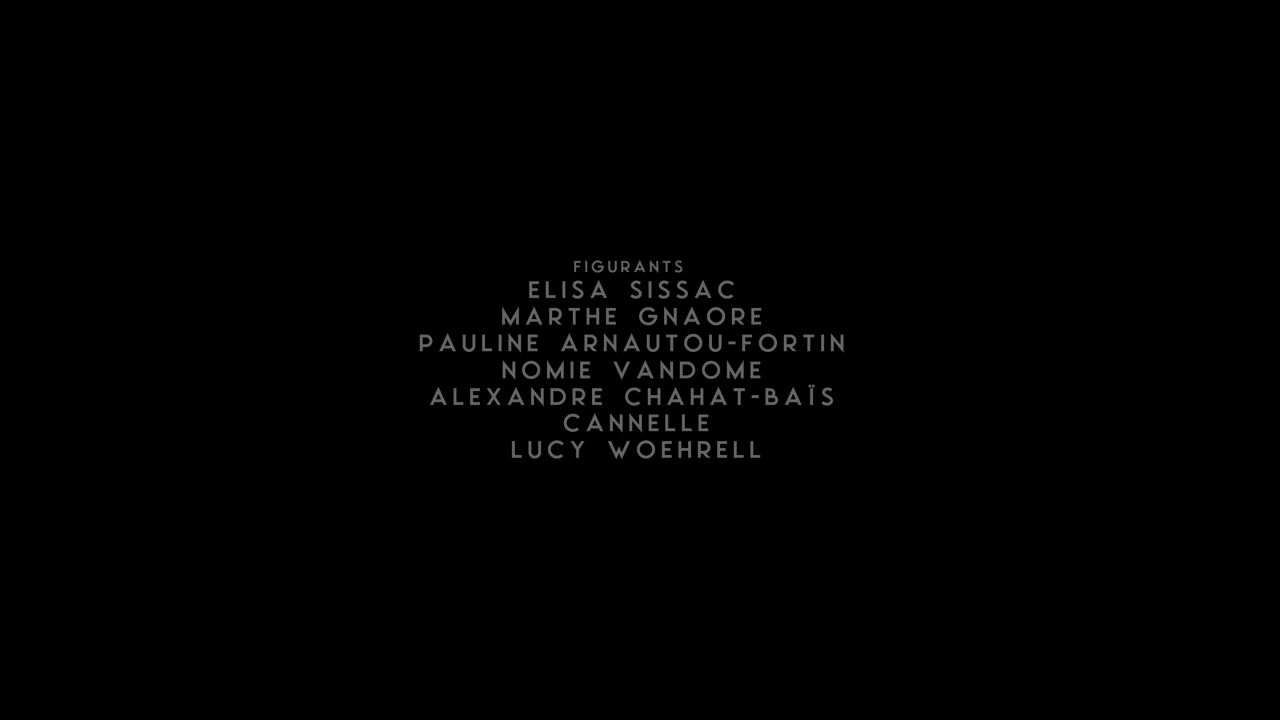 FIGURANTS
ELISA SISSAC
MARTHE GNAORE
PAULINE ARNAUTOU-FORTIN
NOMIE VANDOME
ALEXANDRE CHAHAT-BAÏS
CANNELLE
LUCY WOEHRELL